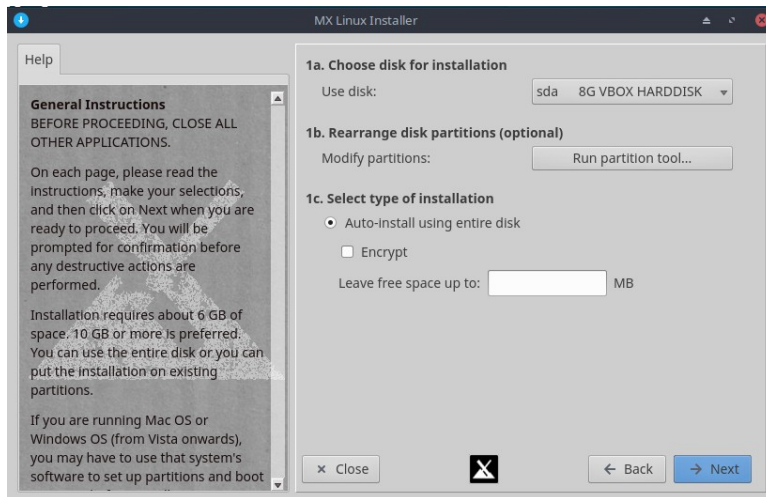 MX Linux Installer
Help
General Instructions
BEFORE PROCEEDING, CLOSE ALL
OTHER APPLICATIONS.
On each page, please read the
instructions, make your selections,
and then click on Next when you are
ready to proceed. You will be
prompted for confirmation before
any destructive actions are
performed.
Installation requires about 6 GB of
space. 10 GB or more is preferred.
You can use the entire disk or you can
put the installation on existing
partitions.
If you are running Mac OS or
Windows OS (from Vista onwards),
you may have to use that system's
software to set up partitions and boot
1a. Choose disk for installation
Use disk:
sda 8G VBOX HARDDISK
1b. Rearrange disk partitions (optional)
Modify partitions:
Run partition tool...
1c. Select type of installation
Auto-install using entire disk
Encrypt
Leave free space up to:
MB
Close
Back
Next